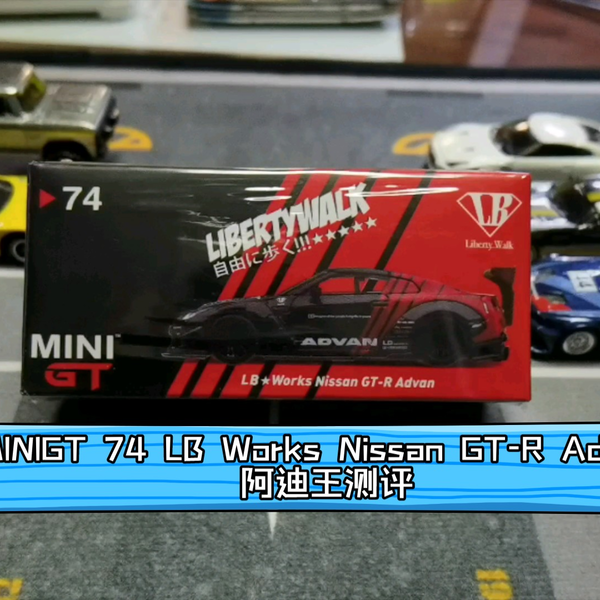 74
LIBERTYWALK
自由に歩く!!!★★★★★
LB
Liberty.Walk
MINI
GT
ADVAN
LB★Works Nissan GT-R Advan
MINIGT 74 LB Works Nissan GT-R Ad
阿迪王测评